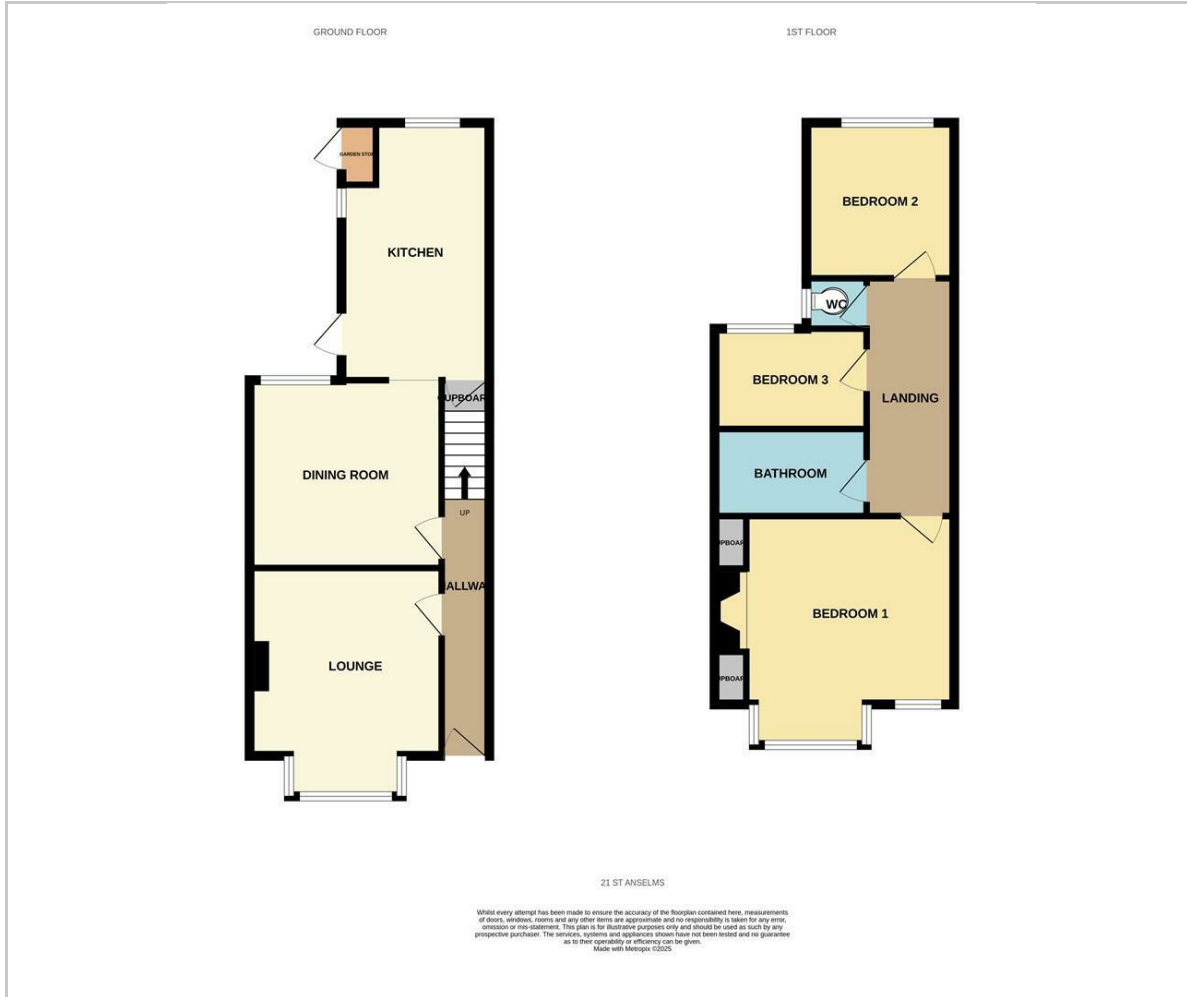 GROUND FLOOR
1ST FLOOR
GARDEN STOR
KITCHEN
CUPBOARD
DINING ROOM
UP
HALLWA
LOUNGE
BEDROOM 2
WC
BEDROOM 3
LANDING
BATHROOM
UPBOAR
BEDROOM 1
UPBOAR
21 ST ANSELMS
Whilst every attempt has been made to ensure the accuracy of the floorplan contained here, measurements
of doors, windows, rooms and any other items are approximate and no responsibility is taken for any error,
omission or mis-statement. This plan is for illustrative purposes only and should be used as such by any
prospective purchaser. The services, systems and appliances shown have not been tested and no guarantee
as to their operability or efficiency can be given.
Made with Metropix ©2025